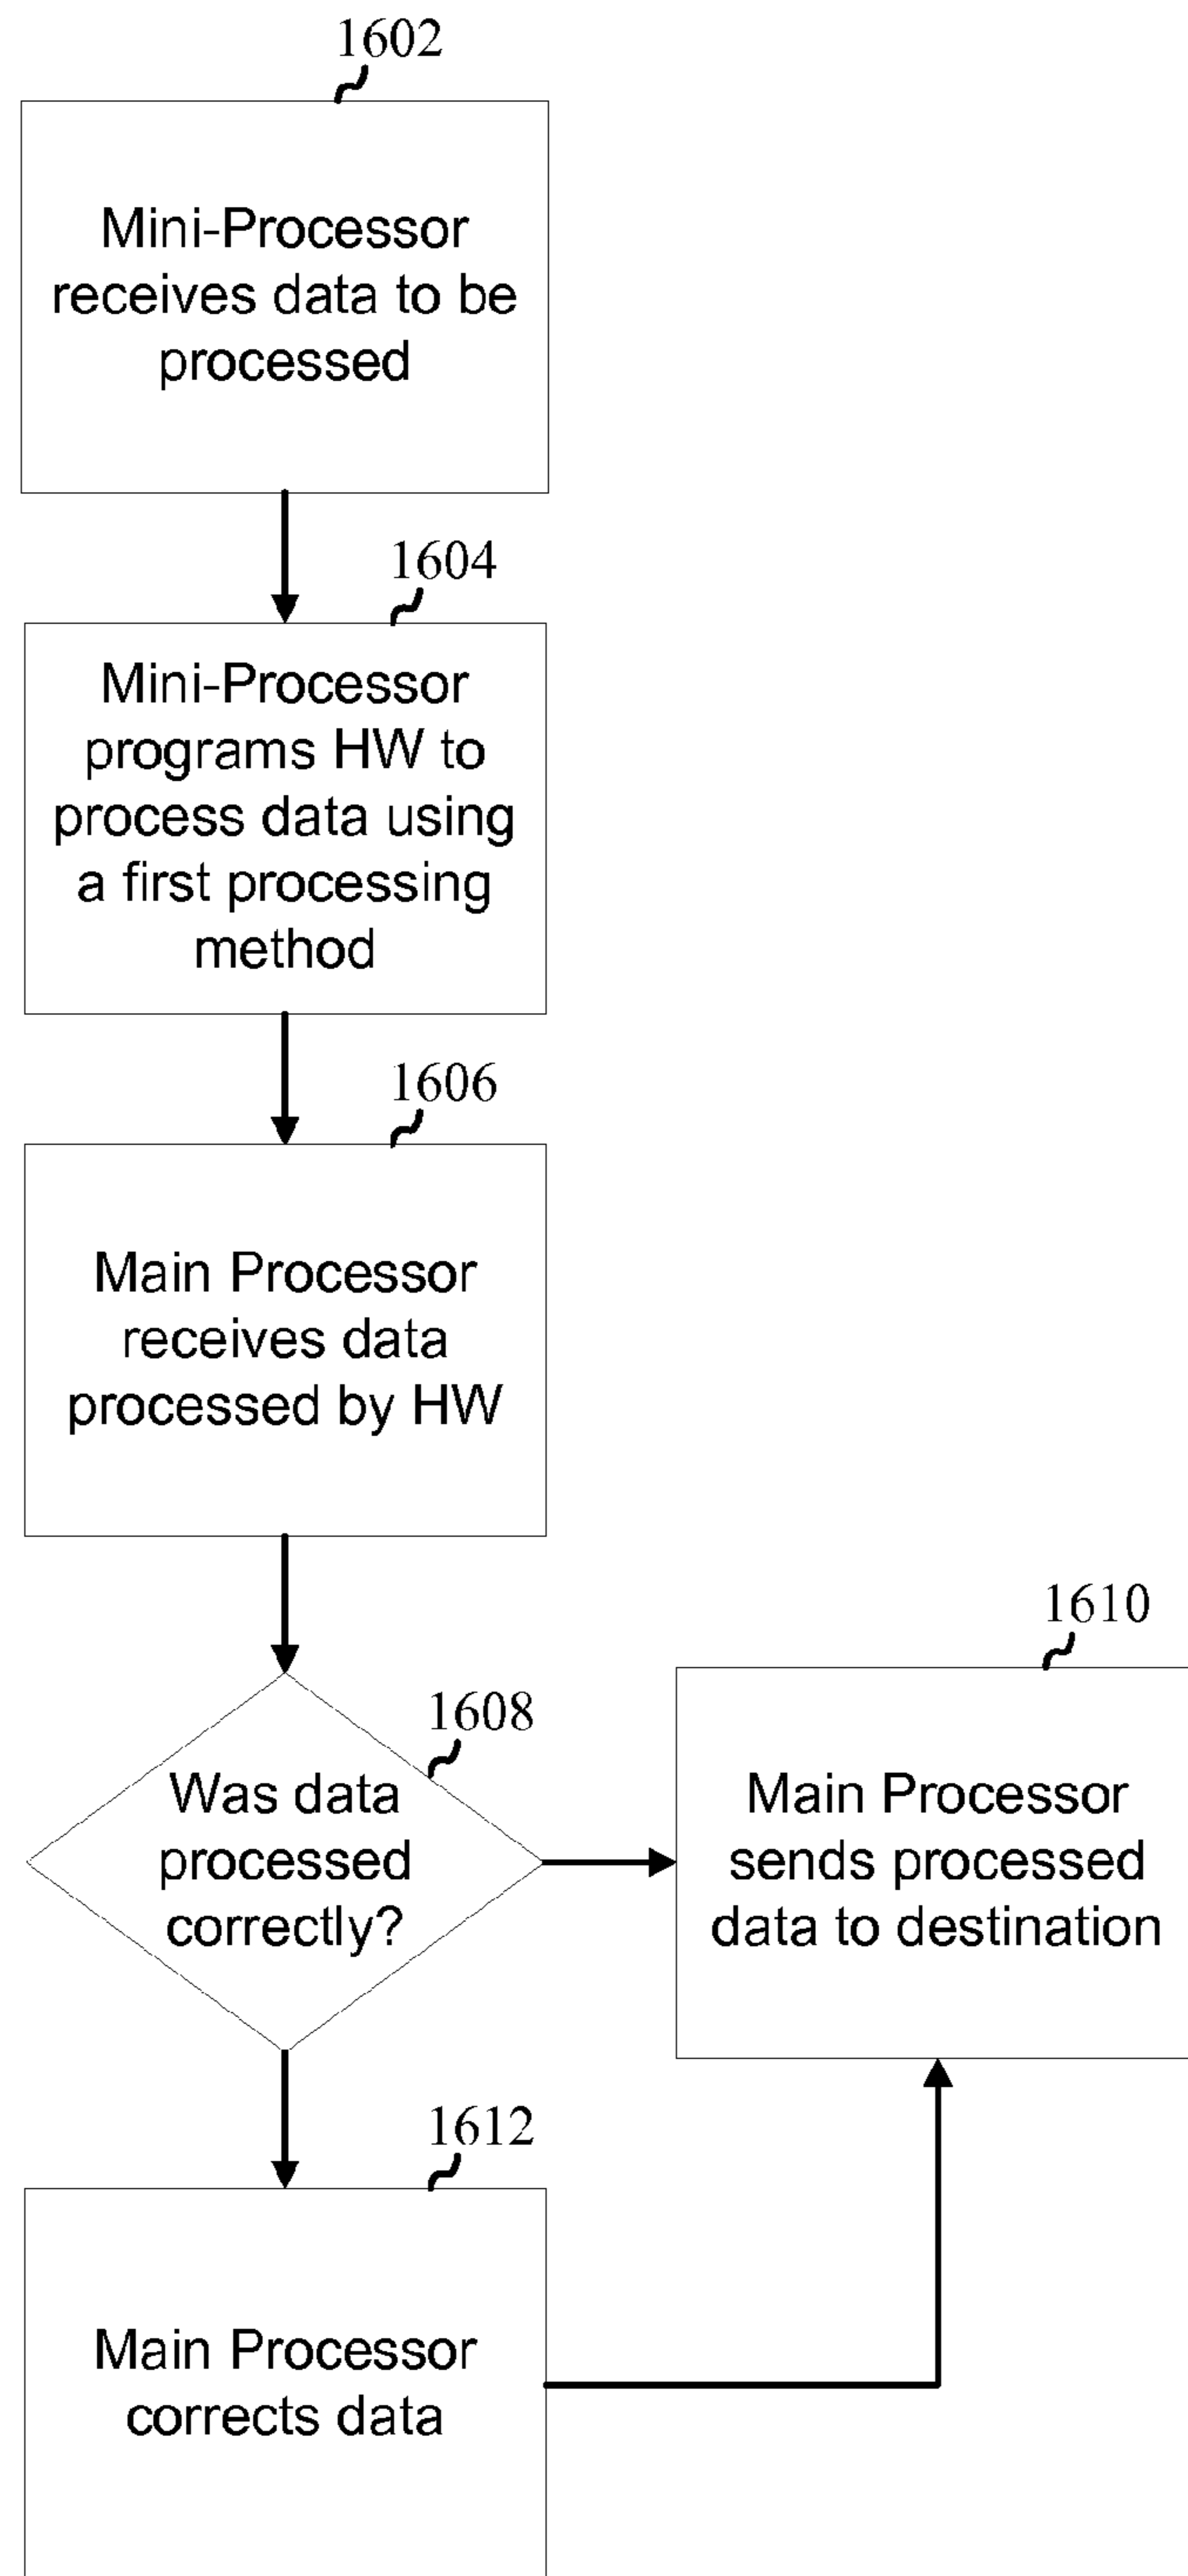 1602
Mini-Processor
receives data to be
processed
1604
Mini-Processor
programs HW to
process data using
a first processing
method
1606
Main Processor
receives data
processed by HW
1608
Was data
processed
correctly?
1610
Main Processor
sends processed
data to destination
1612
Main Processor
corrects data